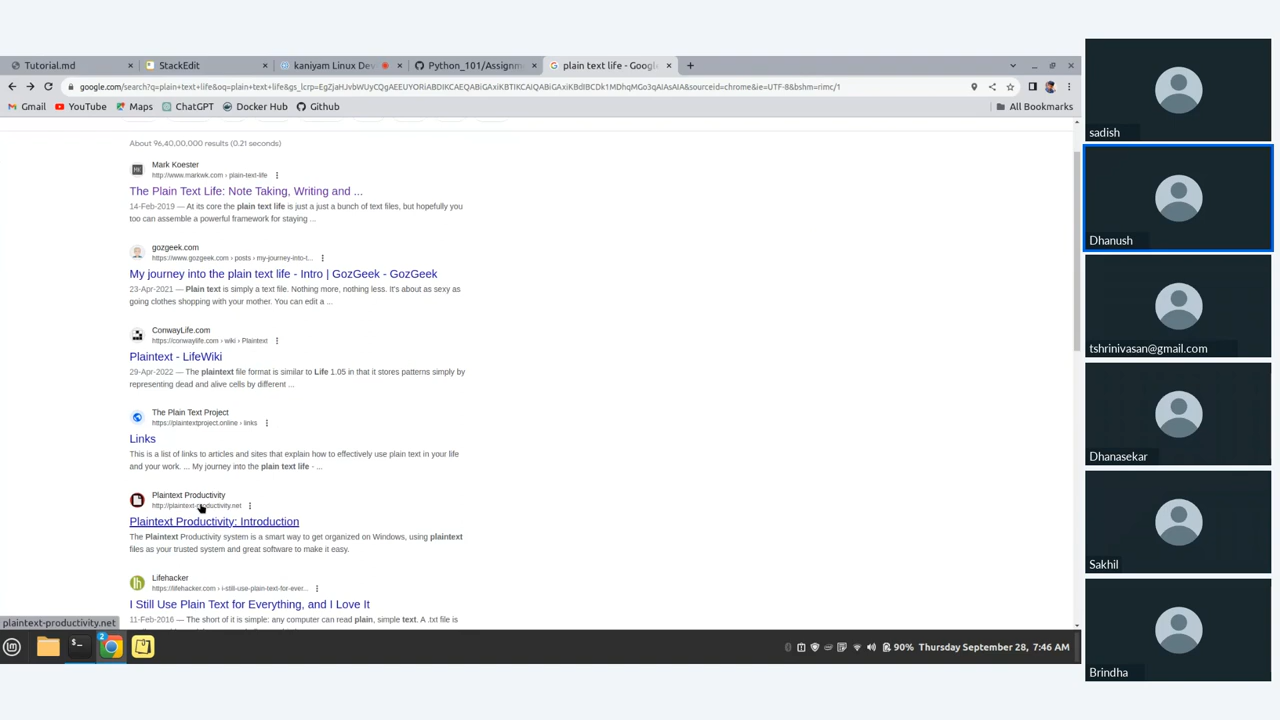 Tutorial.md
StackEdit
kaniyam Linux Dev
Python_101/Assignm
plain text life - Google
google.com/search?q=plain+text+life&oq=plain+text+life&gs_lcrp=
&sourceid=chrome&ie=UTF-8&bshm=rimc/1
Gmail
YouTube
Maps
ChatGPT
Docker Hub
Github
All Bookmarks
About 96,40,00,000 results (0.21 seconds)
Mark Koester
http://www.markwk.com › plain-text-life
The Plain Text Life: Note Taking, Writing and ...
14-Feb-2019 — At its core the plain text life is just a just a bunch of text files, but hopefully you
too can assemble a powerful framework for staying ...
gozgeek.com
https://www.gozgeek.com › posts › my-journey-into-t...
My journey into the plain text life - Intro | GozGeek - GozGeek
23-Apr-2021 — Plain text is simply a text file. Nothing more, nothing less. It's about as sexy as
going clothes shopping with your mother. You can edit a ...
ConwayLife.com
https://conwaylife.com › wiki › Plaintext
Plaintext - LifeWiki
29-Apr-2022 — The plaintext file format is similar to Life 1.05 in that it stores patterns simply by
representing dead and alive cells by different ...
The Plain Text Project
https://plaintextproject.online › links
Links
This is a list of links to articles and sites that explain how to effectively use plain text in your life
and your work. ... My journey into the plain text life - ...
Plaintext Productivity
http://plaintext-productivity.net
Plaintext Productivity: Introduction
The Plaintext Productivity system is a smart way to get organized on Windows, using plaintext
files as your trusted system and great software to make it easy.
Lifehacker
https://lifehacker.com › i-still-use-plain-text-for-ever...
I Still Use Plain Text for Everything, and I Love It
11-Feb-2016 — The short of it is simple: any computer can read plain, simple text. A .txt file is
plaintext-productivity.net
2
90%
Thursday September 28, 7:46 AM
sadish
Dhanush
tshrinivasan@gmail.com
Dhanasekar
Sakhil
Brindha